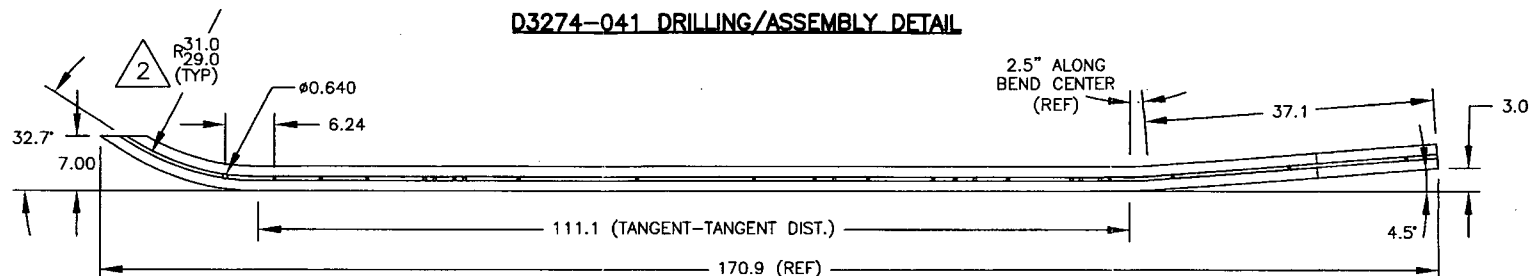 D3274-041 DRILLING/ASSEMBLY DETAIL
2
R31.0
29.0
(TYP)
Ø0.640
2.5" ALONG
BEND CENTER
(REF)
37.1
3.0
6.24
32.7°
7.00
111.1 (TANGENT-TANGENT DIST.)
4.5°
170.9 (REF)